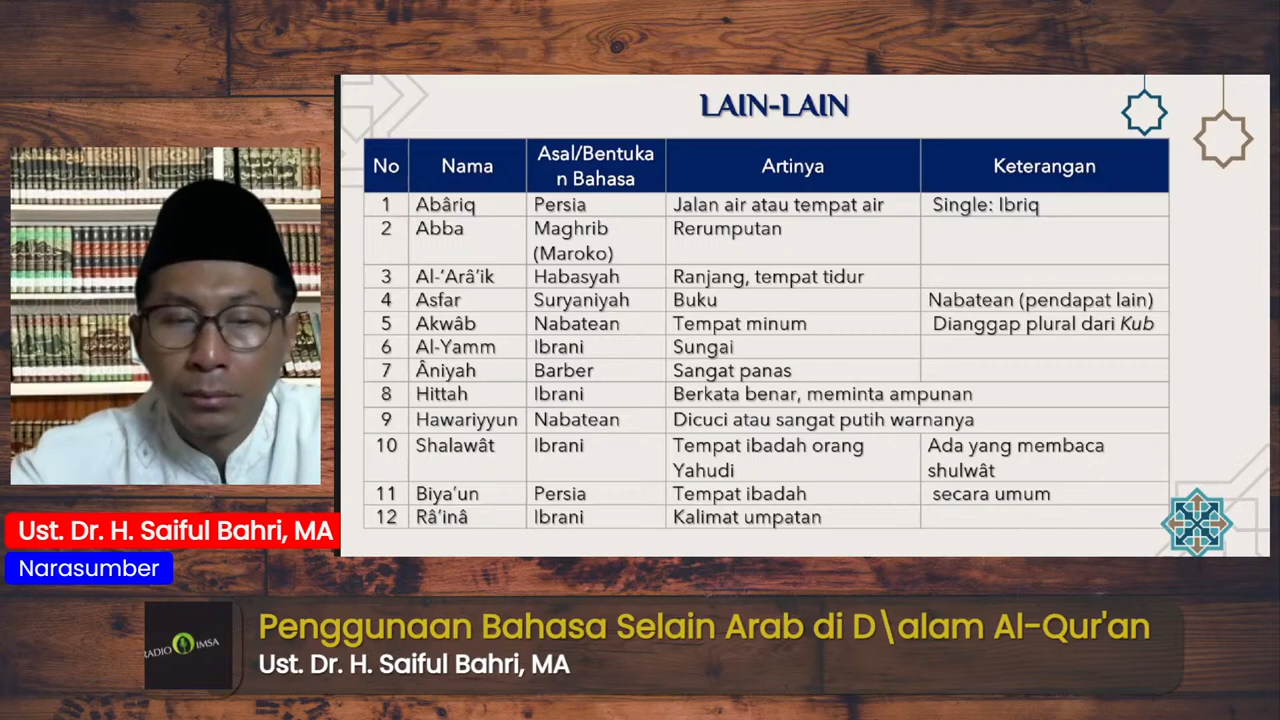 LAIN-LAIN
No Nama Asal/Bentuka n Bahasa Artinya Keterangan
1 Abâriq Persia Jalan air atau tempat air Single: Ibriq
2 Abba Maghrib (Maroko) Rerumputan
3 Al-‘Arâ’ik Habasyah Ranjang, tempat tidur
4 Asfar Suryaniyah Buku Nabatean (pendapat lain)
5 Akwâb Nabatean Tempat minum Dianggap plural dari Kub
6 Al-Yamm Ibrani Sungai
7 Âniyah Barber Sangat panas
8 Hittah Ibrani Berkata benar, meminta ampunan
9 Hawariyyun Nabatean Dicuci atau sangat putih warnanya
10 Shalawât Ibrani Tempat ibadah orang Yahudi Ada yang membaca shulwât
11 Biya’un Persia Tempat ibadah secara umum
12 Râ’inâ Ibrani Kalimat umpatan
Ust. Dr. H. Saiful Bahri, MA
Narasumber
RADIO IMSA
Penggunaan Bahasa Selain Arab di D\alam Al-Qur'an
Ust. Dr. H. Saiful Bahri, MA